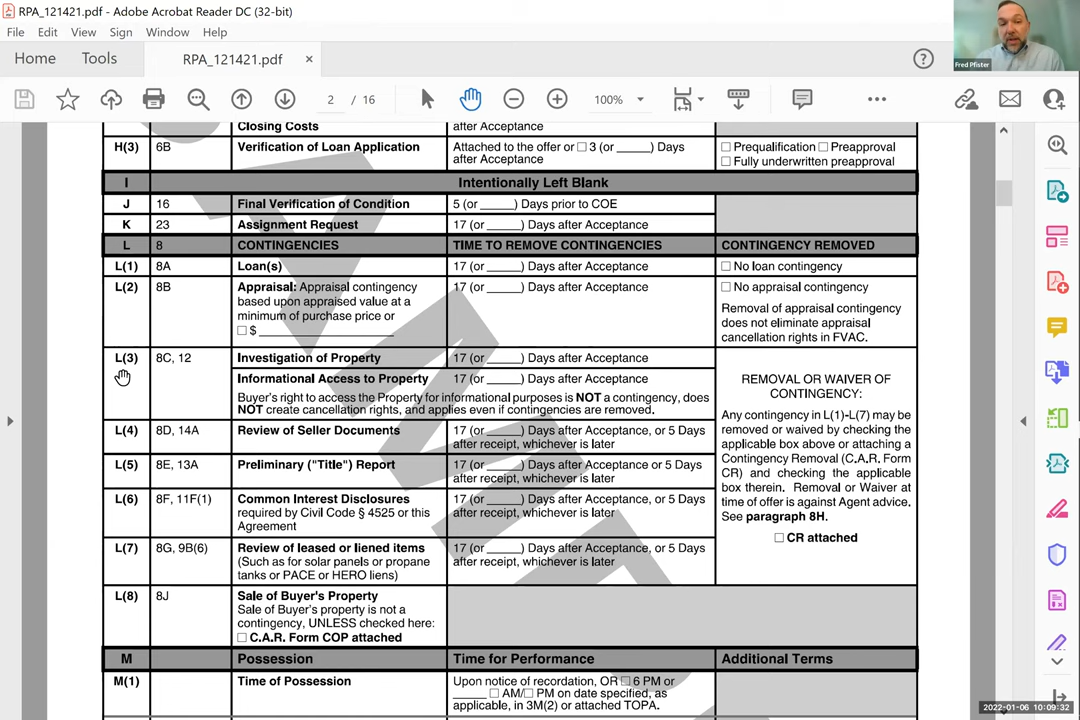 RPA_121421.pdf - Adobe Acrobat Reader DC (32-bit)
File Edit View Sign Window Help
Home Tools RPA_121421.pdf ×
2 / 16 100%
Fred Pfister
Closing Costs after Acceptance
H(3) 6B Verification of Loan Application Attached to the offer or ☐ 3 (or _____) Days ☐ Prequalification ☐ Preapproval
after Acceptance ☐ Fully underwritten preapproval
I Intentionally Left Blank
J 16 Final Verification of Condition 5 (or _____) Days prior to COE
K 23 Assignment Request 17 (or _____) Days after Acceptance
L 8 CONTINGENCIES TIME TO REMOVE CONTINGENCIES CONTINGENCY REMOVED
L(1) 8A Loan(s) 17 (or _____) Days after Acceptance ☐ No loan contingency
L(2) 8B Appraisal: Appraisal contingency 17 (or _____) Days after Acceptance ☐ No appraisal contingency
based upon appraised value at a
minimum of purchase price or
☐ $ ____________________
Removal of appraisal contingency
does not eliminate appraisal
cancellation rights in FVAC.
L(3) 8C, 12 Investigation of Property 17 (or _____) Days after Acceptance
Informational Access to Property 17 (or _____) Days after Acceptance
Buyer's right to access the Property for informational purposes is NOT a contingency, does
NOT create cancellation rights, and applies even if contingencies are removed.
L(4) 8D, 14A Review of Seller Documents 17 (or _____) Days after Acceptance, or 5 Days
after receipt, whichever is later
L(5) 8E, 13A Preliminary ("Title") Report 17 (or _____) Days after Acceptance or 5 Days
after receipt, whichever is later
L(6) 8F, 11F(1) Common Interest Disclosures 17 (or _____) Days after Acceptance, or 5 Days
required by Civil Code § 4525 or this after receipt, whichever is later
Agreement
L(7) 8G, 9B(6) Review of leased or liened items 17 (or _____) Days after Acceptance, or 5 Days
(Such as for solar panels or propane after receipt, whichever is later
tanks or PACE or HERO liens)
REMOVAL OR WAIVER OF
CONTINGENCY:
Any contingency in L(1)-L(7) may be
removed or waived by checking the
applicable box above or attaching a
Contingency Removal (C.A.R. Form
CR) and checking the applicable
box therein. Removal or Waiver at
time of offer is against Agent advice.
See paragraph 8H.
☐ CR attached
L(8) 8J Sale of Buyer's Property
Sale of Buyer's property is not a
contingency, UNLESS checked here:
☐ C.A.R. Form COP attached
M Possession Time for Performance Additional Terms
M(1) Time of Possession Upon notice of recordation, OR ☐ 6 PM or
_____ ☐ AM/☐ PM on date specified, as
applicable, in 3M(2) or attached TOPA.
2022-01-06 10:09:32